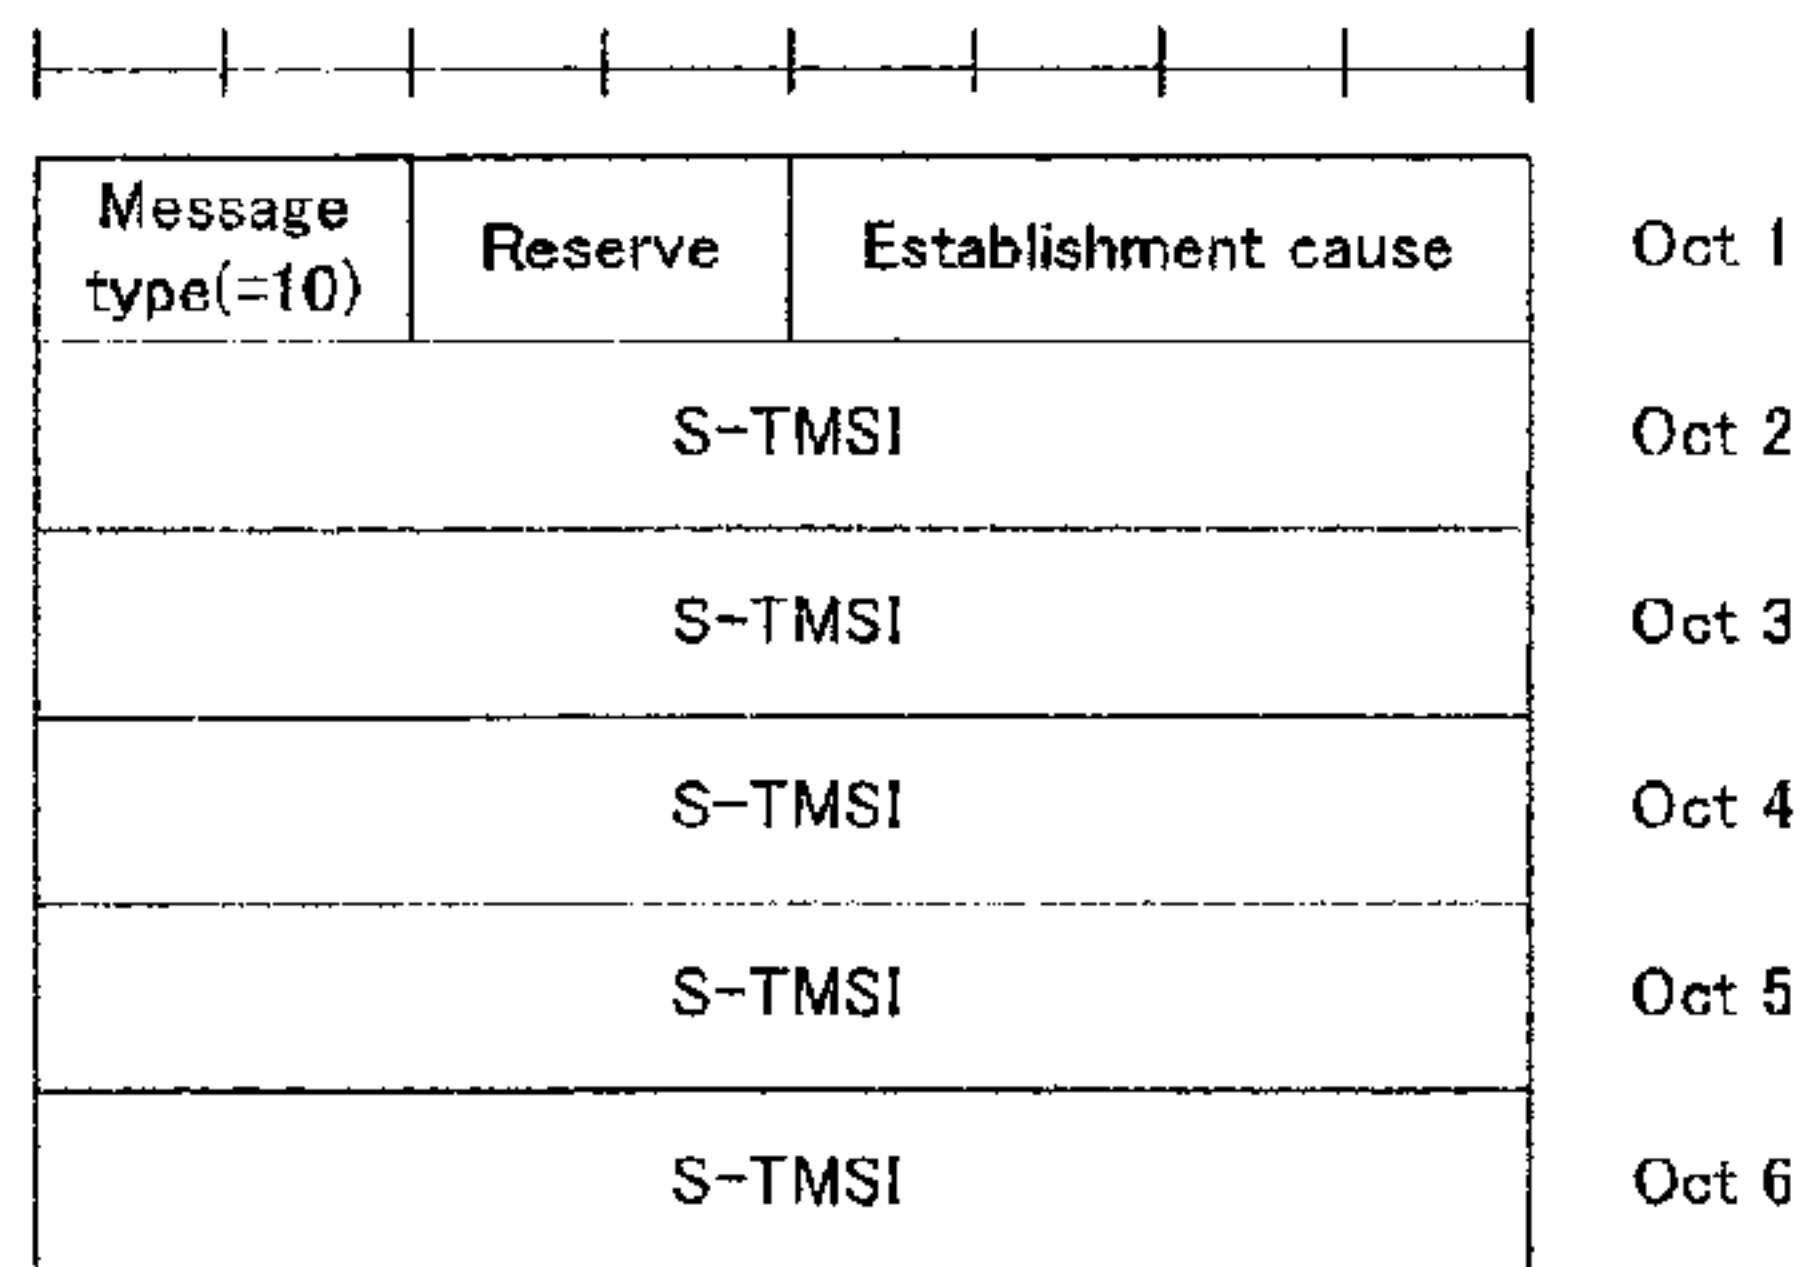 Message
type(=10)
Reserve
Establishment cause
Oct 1
S-TMSI
Oct 2
S-TMSI
Oct 3
S-TMSI
Oct 4
S-TMSI
Oct 5
S-TMSI
Oct 6